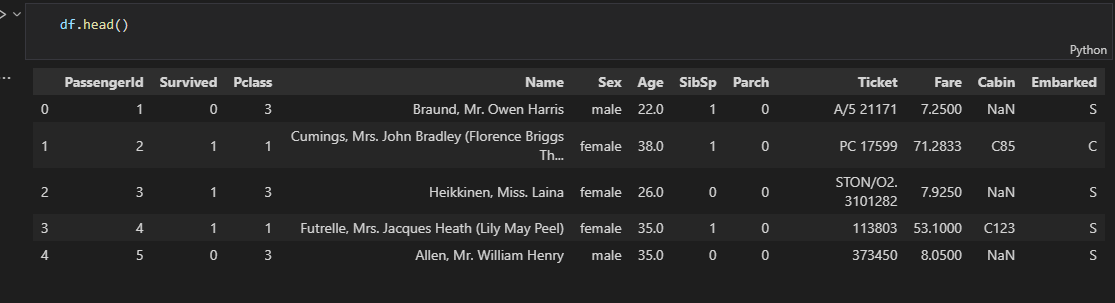 df.head()
Python
PassengerId Survived Pclass Name Sex Age SibSp Parch Ticket Fare Cabin Embarked
0 1 0 3 Braund, Mr. Owen Harris male 22.0 1 0 A/5 21171 7.2500 NaN S
1 2 1 1 Cumings, Mrs. John Bradley (Florence Briggs Th... female 38.0 1 0 PC 17599 71.2833 C85 C
2 3 1 3 Heikkinen, Miss. Laina female 26.0 0 0 STON/O2. 3101282 7.9250 NaN S
3 4 1 1 Futrelle, Mrs. Jacques Heath (Lily May Peel) female 35.0 1 0 113803 53.1000 C123 S
4 5 0 3 Allen, Mr. William Henry male 35.0 0 0 373450 8.0500 NaN S